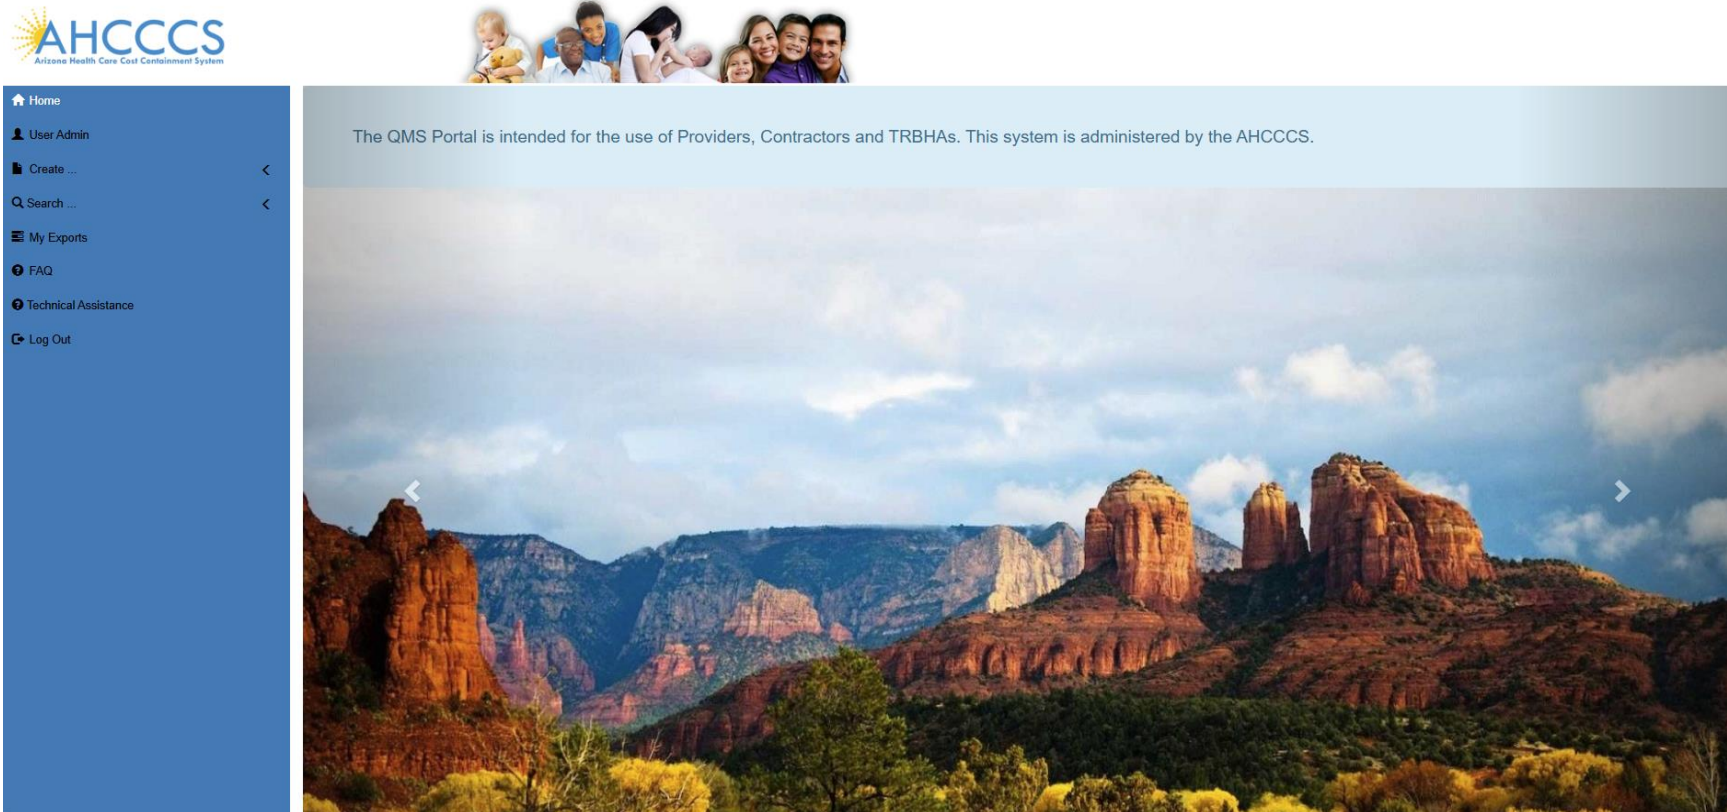 AHCCCS
Arizona Health Care Cost Containment System
Home
User Admin
Create ...
Search ...
My Exports
FAQ
Technical Assistance
Log Out
The QMS Portal is intended for the use of Providers, Contractors and TRBHAs. This system is administered by the AHCCCS.